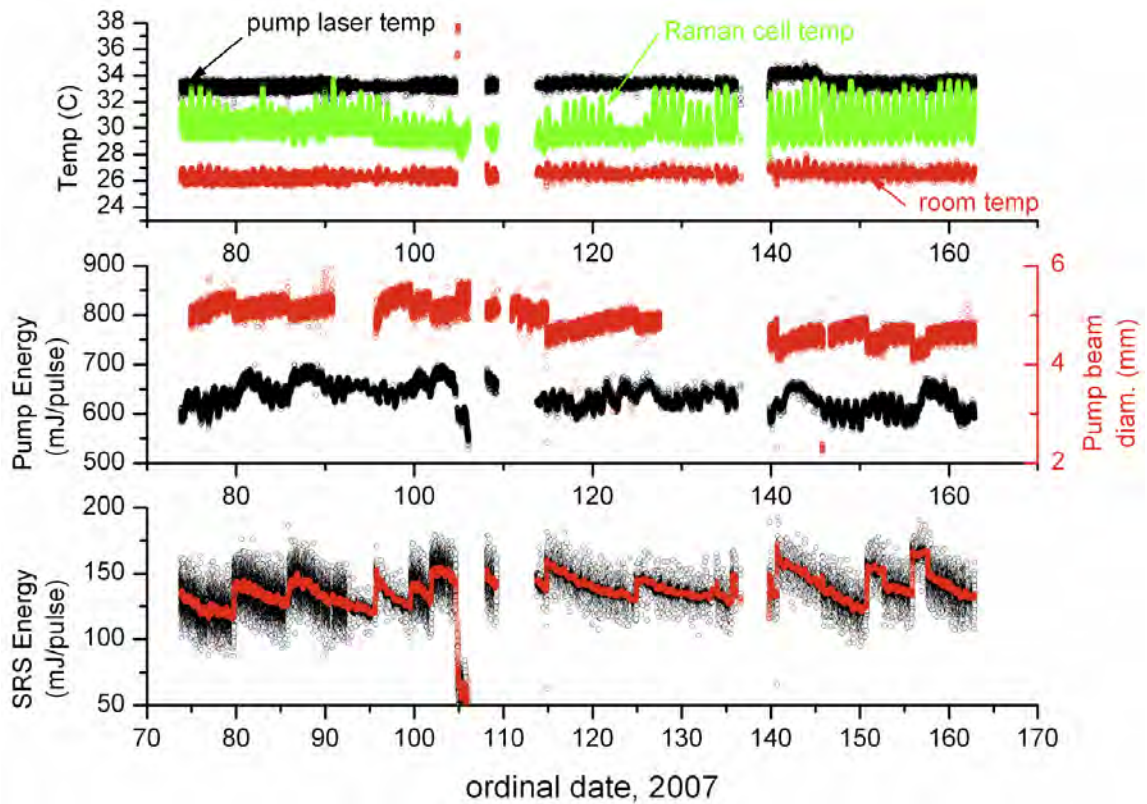 38
36
34
32
30
28
26
24
Temp (C)
pump laser temp
Raman cell temp
room temp
80 100 120 140 160
900
800
700
600
500
Pump Energy
(mJ/pulse)
6
4
2
Pump beam
diam. (mm)
80 100 120 140 160
200
150
100
50
SRS Energy
(mJ/pulse)
70 80 90 100 110 120 130 140 150 160 170
ordinal date, 2007